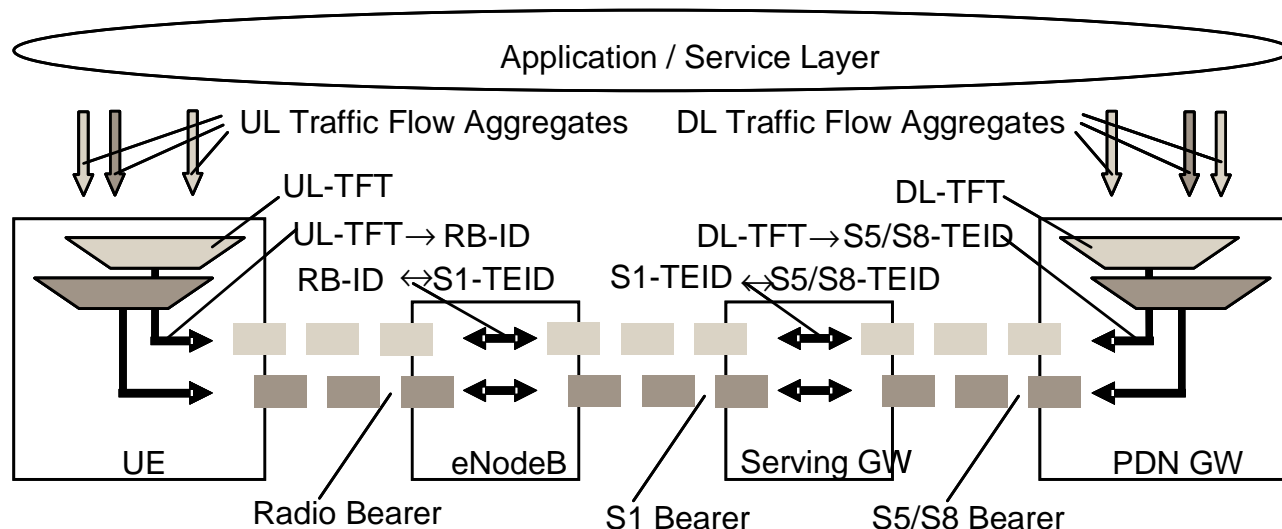 Application / Service Layer
UL Traffic Flow Aggregates
DL Traffic Flow Aggregates
UL-TFT
DL-TFT
UL-TFT → RB-ID
DL-TFT → S5/S8-TEID
RB-ID ↔ S1-TEID
S1-TEID ↔ S5/S8-TEID
UE
eNodeB
Serving GW
PDN GW
Radio Bearer
S1 Bearer
S5/S8 Bearer